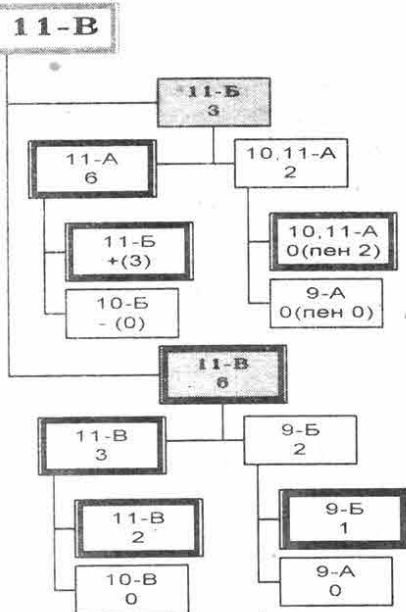 11-В
11-Б
3
11-А
6
10,11-А
2
11-Б
+(3)
10,11-А
0(пен 2)
10-Б
- (0)
9-А
0(пен 0)
11-В
6
11-В
3
9-Б
2
11-В
2
9-Б
1
10-В
0
9-А
0